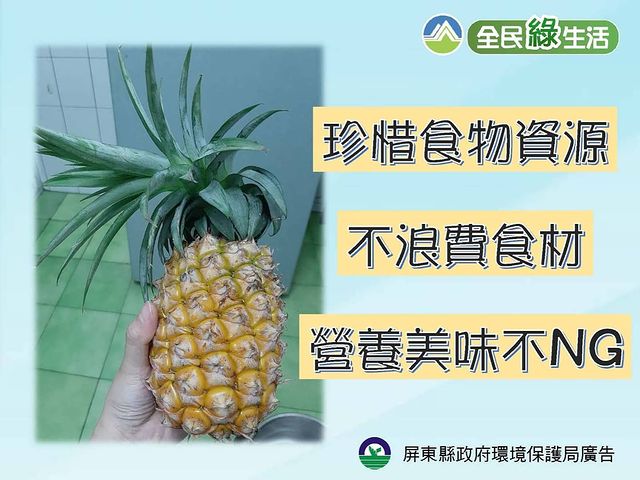 全民綠生活
珍惜食物資源
不浪費食材
營養美味不NG
屏東縣政府環境保護局廣告